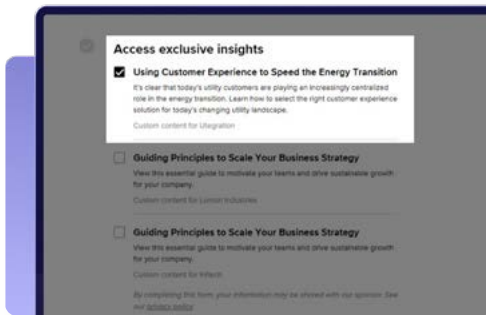 Access exclusive insights
Using Customer Experience to Speed the Energy Transition
It's clear that today's utility customers are playing an increasingly centralized
role in the energy transition. Learn how to select the right customer experience
solution for today's changing utility landscape.
Custom content for Utegration
Guiding Principles to Scale Your Business Strategy
View this essential guide to motivate your teams and drive sustainable growth
for your company.
Custom content for Lumon Industries
Guiding Principles to Scale Your Business Strategy
View this essential guide to motivate your teams and drive sustainable growth
for your company.
Custom content for
By completing this form, your information may be shared with our sponsor. See
our privacy policy